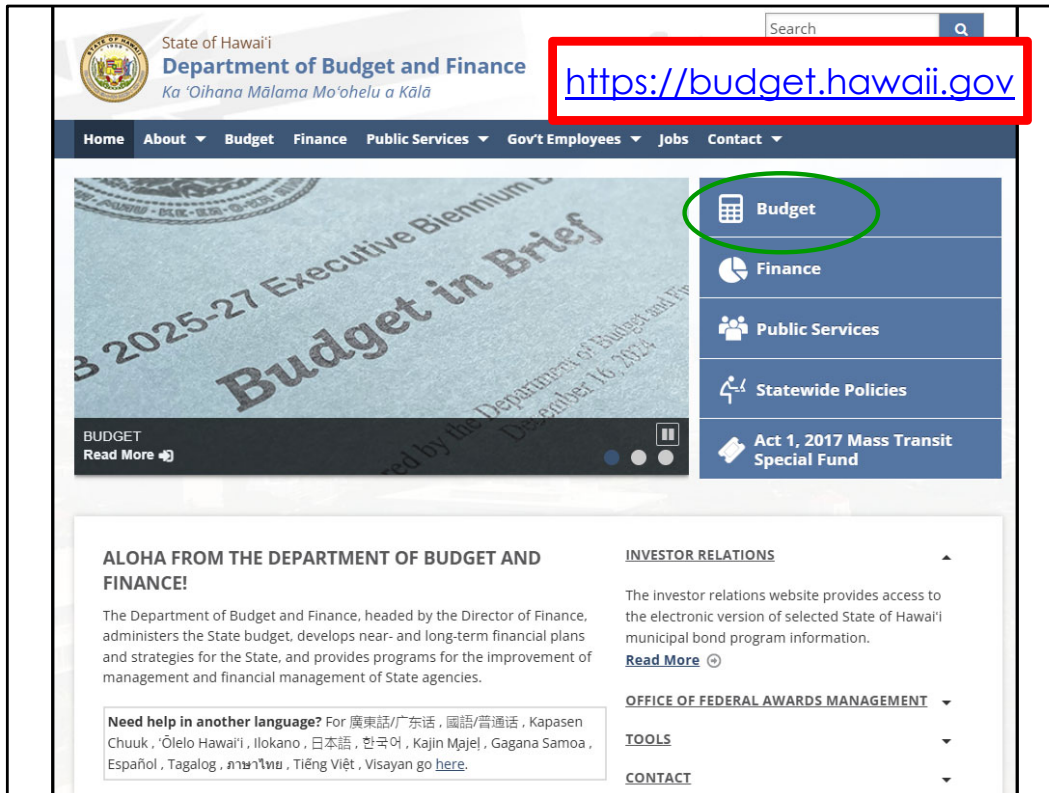 State of Hawai'i
Department of Budget and Finance
Ka ʻOihana Mālama Moʻohelu a Kālā
Search
https://budget.hawaii.gov
Home About Budget Finance Public Services Gov't Employees Jobs Contact
2025-27 Executive Biennium
Budget in Brief
by the Department of Budget and
December 16, 2024
BUDGET
Read More
Budget
Finance
Public Services
Statewide Policies
Act 1, 2017 Mass Transit
Special Fund
ALOHA FROM THE DEPARTMENT OF BUDGET AND
FINANCE!
The Department of Budget and Finance, headed by the Director of Finance,
administers the State budget, develops near- and long-term financial plans
and strategies for the State, and provides programs for the improvement of
management and financial management of State agencies.
Need help in another language? For 廣東話/广东话 , 國語/普通话 , Kapasen
Chuuk , ʻŌlelo Hawaiʻi , Ilokano , 日本語 , 한국어 , Kajin Majeļ , Gagana Samoa ,
Español , Tagalog , ภาษาไทย , Tiếng Việt , Visayan go here.
INVESTOR RELATIONS
The investor relations website provides access to
the electronic version of selected State of Hawai'i
municipal bond program information.
Read More
OFFICE OF FEDERAL AWARDS MANAGEMENT
TOOLS
CONTACT